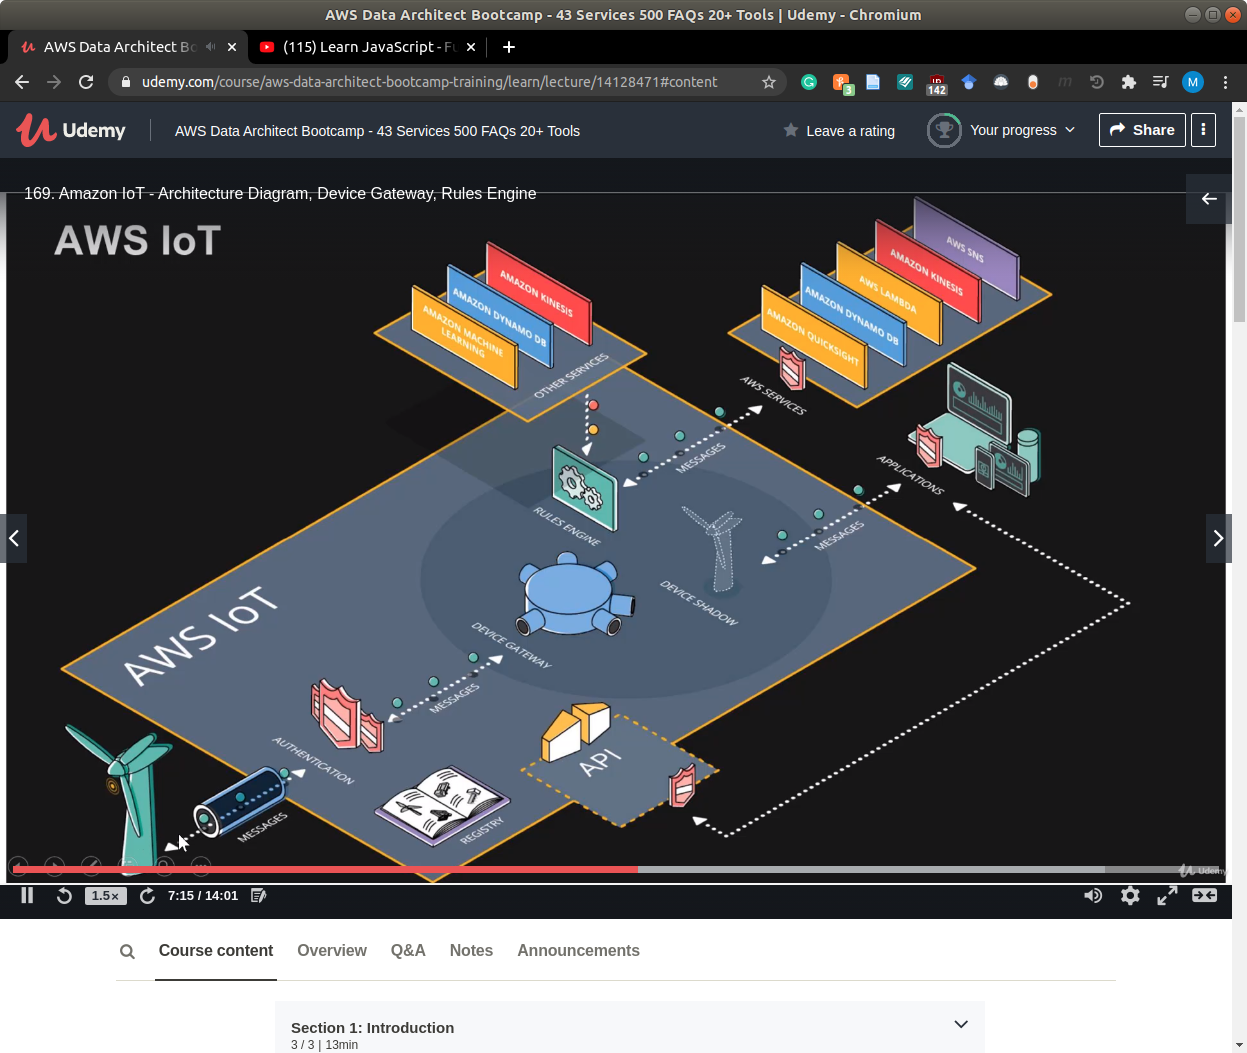 AWS Data Architect Bootcamp - 43 Services 500 FAQs 20+ Tools | Udemy - Chromium
AWS Data Architect Bo
(115) Learn JavaScript - Fu
udemy.com/course/aws-data-architect-bootcamp-training/learn/lecture/14128471#content
3
142
M
Udemy
AWS Data Architect Bootcamp - 43 Services 500 FAQs 20+ Tools
Leave a rating
Your progress
Share
169. Amazon IoT - Architecture Diagram, Device Gateway, Rules Engine
AWS IoT
AMAZON KINESIS
AMAZON DYNAMO DB
AMAZON MACHINE
LEARNING
OTHER SERVICES
AWS SNS
AMAZON KINESIS
AWS LAMBDA
AMAZON DYNAMO DB
AMAZON QUICKSIGHT
AWS SERVICES
MESSAGES
APPLICATIONS
RULES ENGINE
MESSAGES
DEVICE SHADOW
AWS IoT
DEVICE GATEWAY
MESSAGES
AUTHENTICATION
API
MESSAGES
REGISTRY
Udemy
1.5×
7:15 / 14:01
Course content
Overview
Q&A
Notes
Announcements
Section 1: Introduction
3 / 3 | 13min